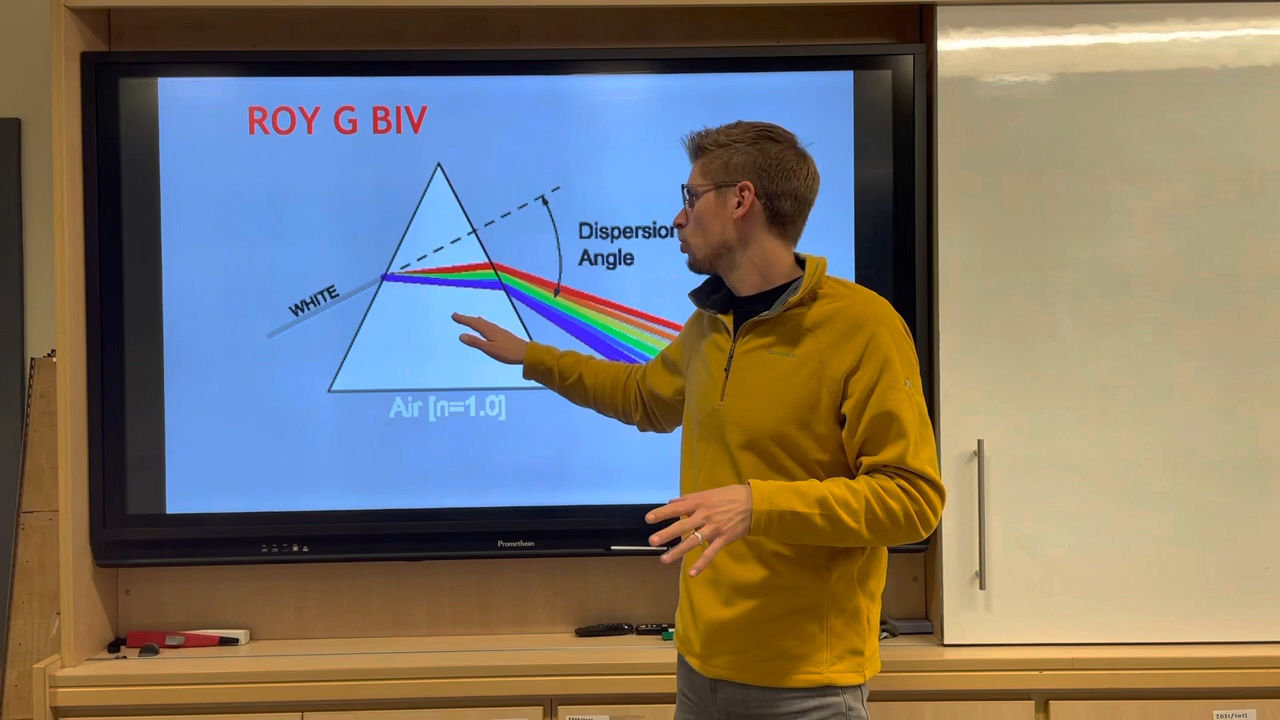 ROY G BIV
Dispersion
Angle
WHITE
Air [n=1.0]
Promethean